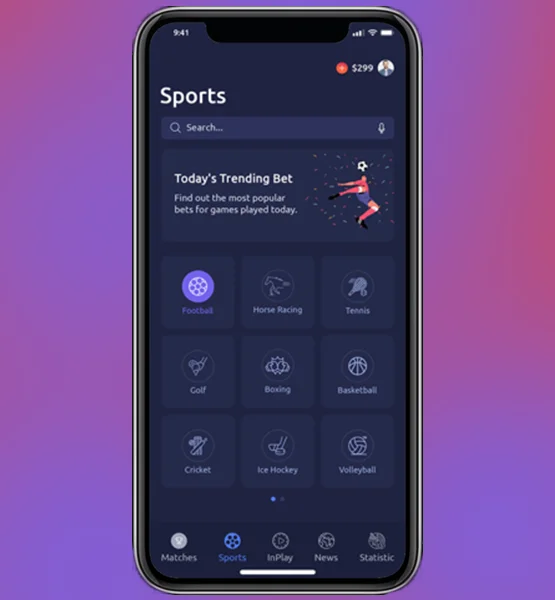 9:41
$299
Sports
Search...
Today's Trending Bet
Find out the most popular
bets for games played today.
Football
Horse Racing
Tennis
Golf
Boxing
Basketball
Cricket
Ice Hockey
Volleyball
Matches
Sports
InPlay
News
Statistic